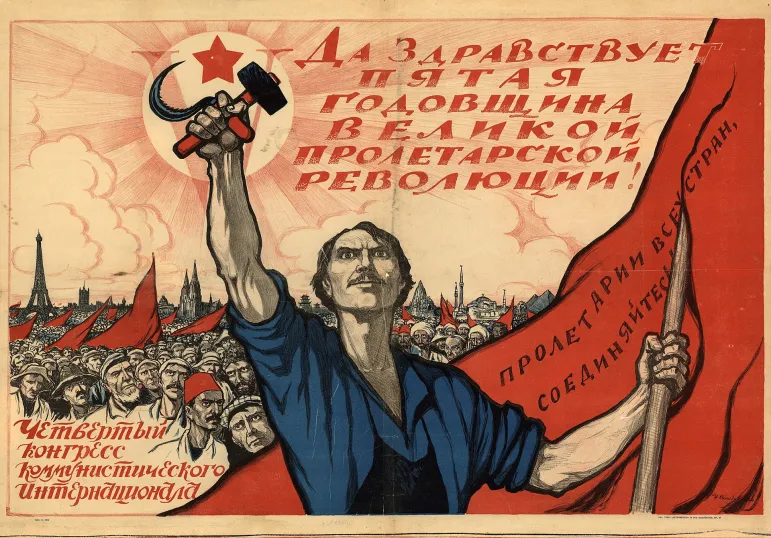 Да Здравствует
пятая
годовщина
Великой
пролетарской
революции!
Пролетарии всех стран,
соединяйтесь!
Четвертый
Конгресс
Коммунистического
Интернационала